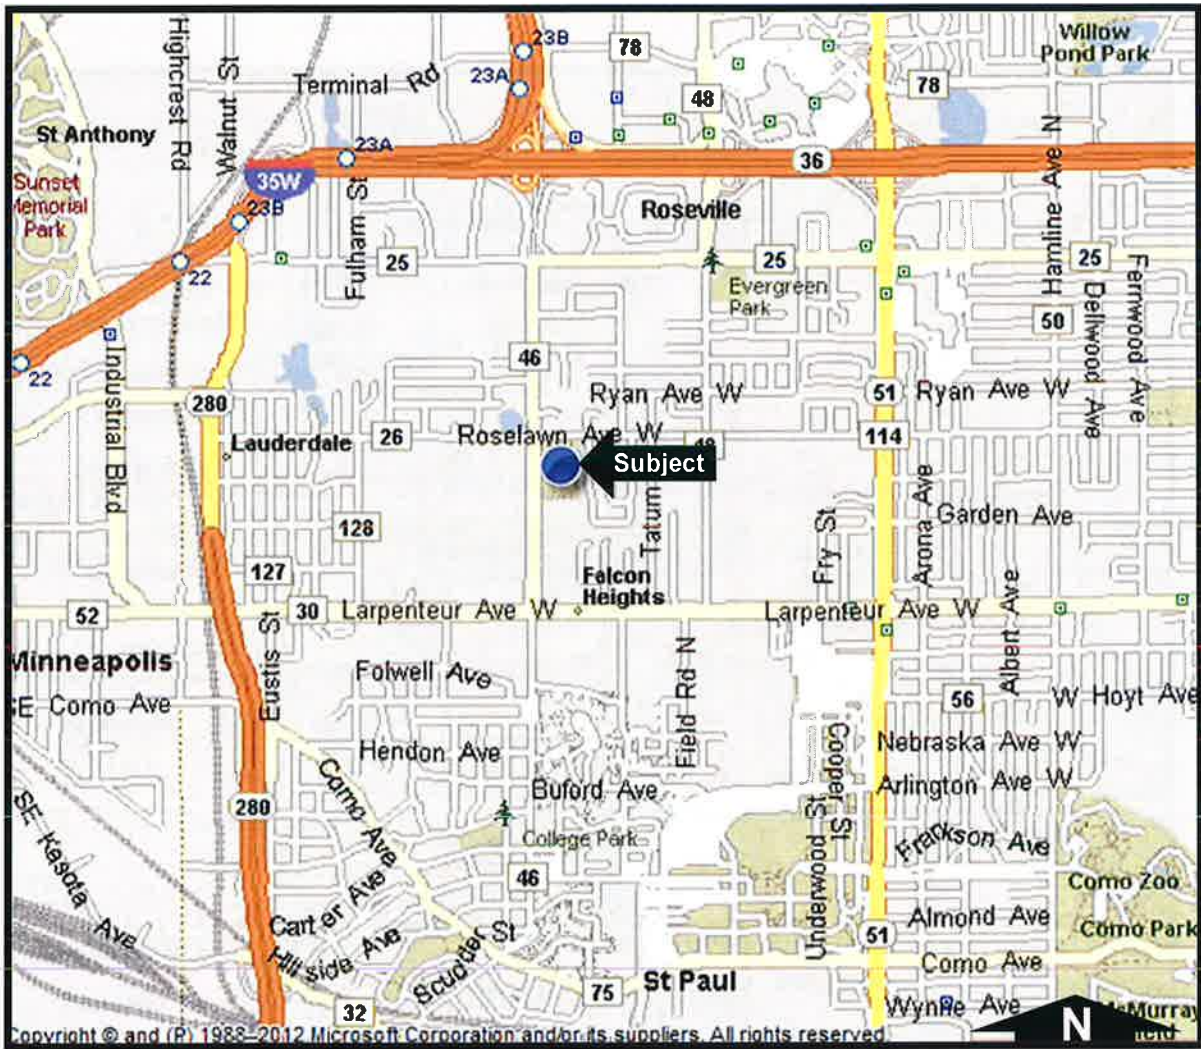 Highcrest Rd
Walnut St
Terminal Rd
23B
23A
78
48
78
Willow
Pond Park
St Anthony
23A
35W
36
Sunset
Memorial
Park
23B
22
Fulham St
25
Roseville
25
Evergreen
Park
Hamline Ave N
25
50
Dellwood Ave
Fernwood Ave
22
Industrial Blvd
46
Ryan Ave W
51
Ryan Ave W
280
Lauderdale
26
Roselawn Ave W
48
114
Subject
128
Tatum
Fry St
Arona Ave
Garden Ave
127
Falcon
Heights
52
30
Larpenteur Ave W
Larpenteur Ave W
Minneapolis
Eustis St
Folwell Ave
Field Rd N
Albert Ave
SE Como Ave
56
W Hoyt Ave
Hendon Ave
Goodrich St
Nebraska Ave W
Buford Ave
Arlington Ave W
280
Como Ave
College Park
Underwood St
Frankson Ave
SE Kasota Ave
46
Como Zoo
Carter Ave
Almond Ave
Como Park
Hillside Ave
Scudder St
51
Como Ave
St Paul
75
32
Wynne Ave
N
McMurray
Field
Copyright © and (P) 1988–2012 Microsoft Corporation and/or its suppliers. All rights reserved.